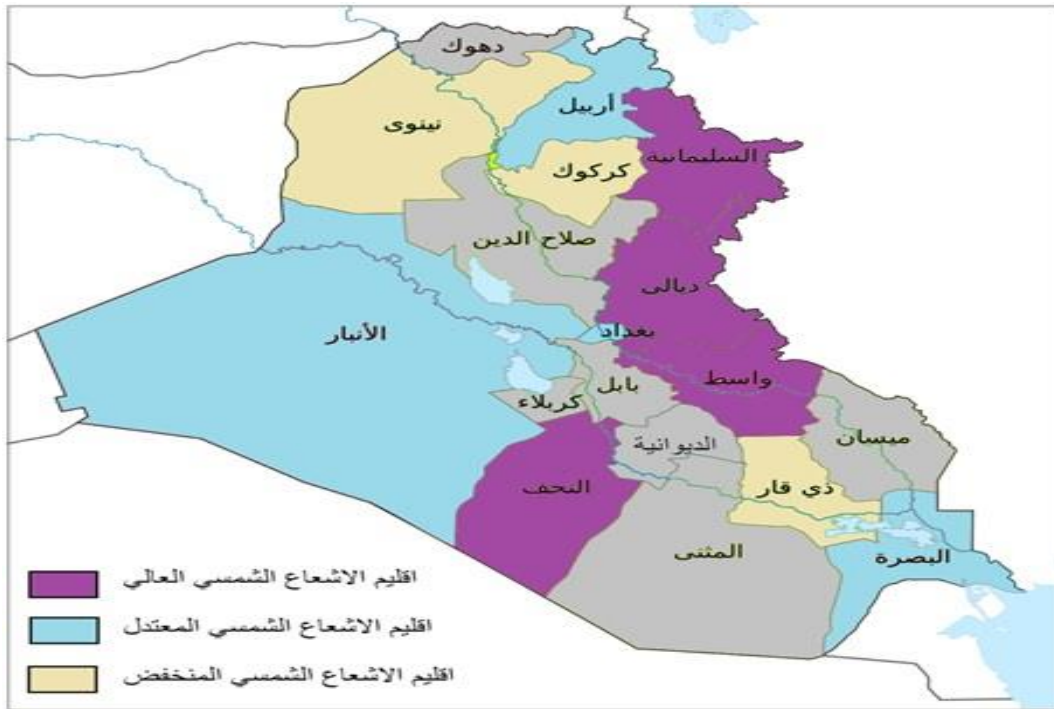 دهوك
أربيل
نينوى
السليمانية
كركوك
صلاح الدين
ديالى
الأنبار
بغداد
بابل
واسط
كربلاء
ميسان
الديوانية
النجف
ذي قار
المثنى
البصرة
اقليم الاشعاع الشمسي العالي
اقليم الاشعاع الشمسي المعتدل
اقليم الاشعاع الشمسي المنخفض